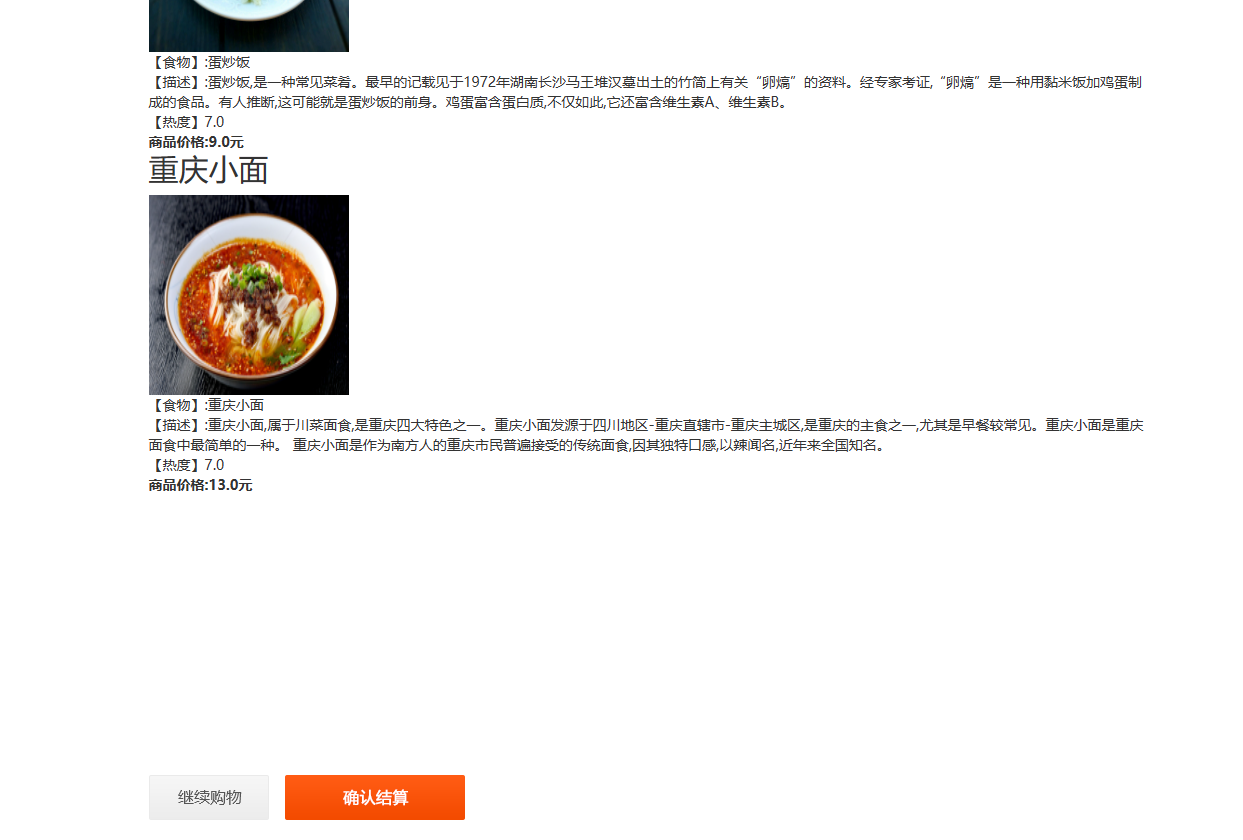 【食物】:蛋炒饭
【描述】:蛋炒饭,是一种常见菜肴。最早的记载见于1972年湖南长沙马王堆汉墓出土的竹简上有关“卵熇”的资料。经专家考证,“卵熇”是一种用黏米饭加鸡蛋制
成的食品。有人推断,这可能就是蛋炒饭的前身。鸡蛋富含蛋白质,不仅如此,它还富含维生素A、维生素B。
【热度】7.0
商品价格:9.0元
重庆小面
【食物】:重庆小面
【描述】:重庆小面,属于川菜面食,是重庆四大特色之一。重庆小面发源于四川地区-重庆直辖市-重庆主城区,是重庆的主食之一,尤其是早餐较常见。重庆小面是重庆
面食中最简单的一种。 重庆小面是作为南方人的重庆市民普遍接受的传统面食,因其独特口感,以辣闻名,近年来全国知名。
【热度】7.0
商品价格:13.0元
继续购物 确认结算